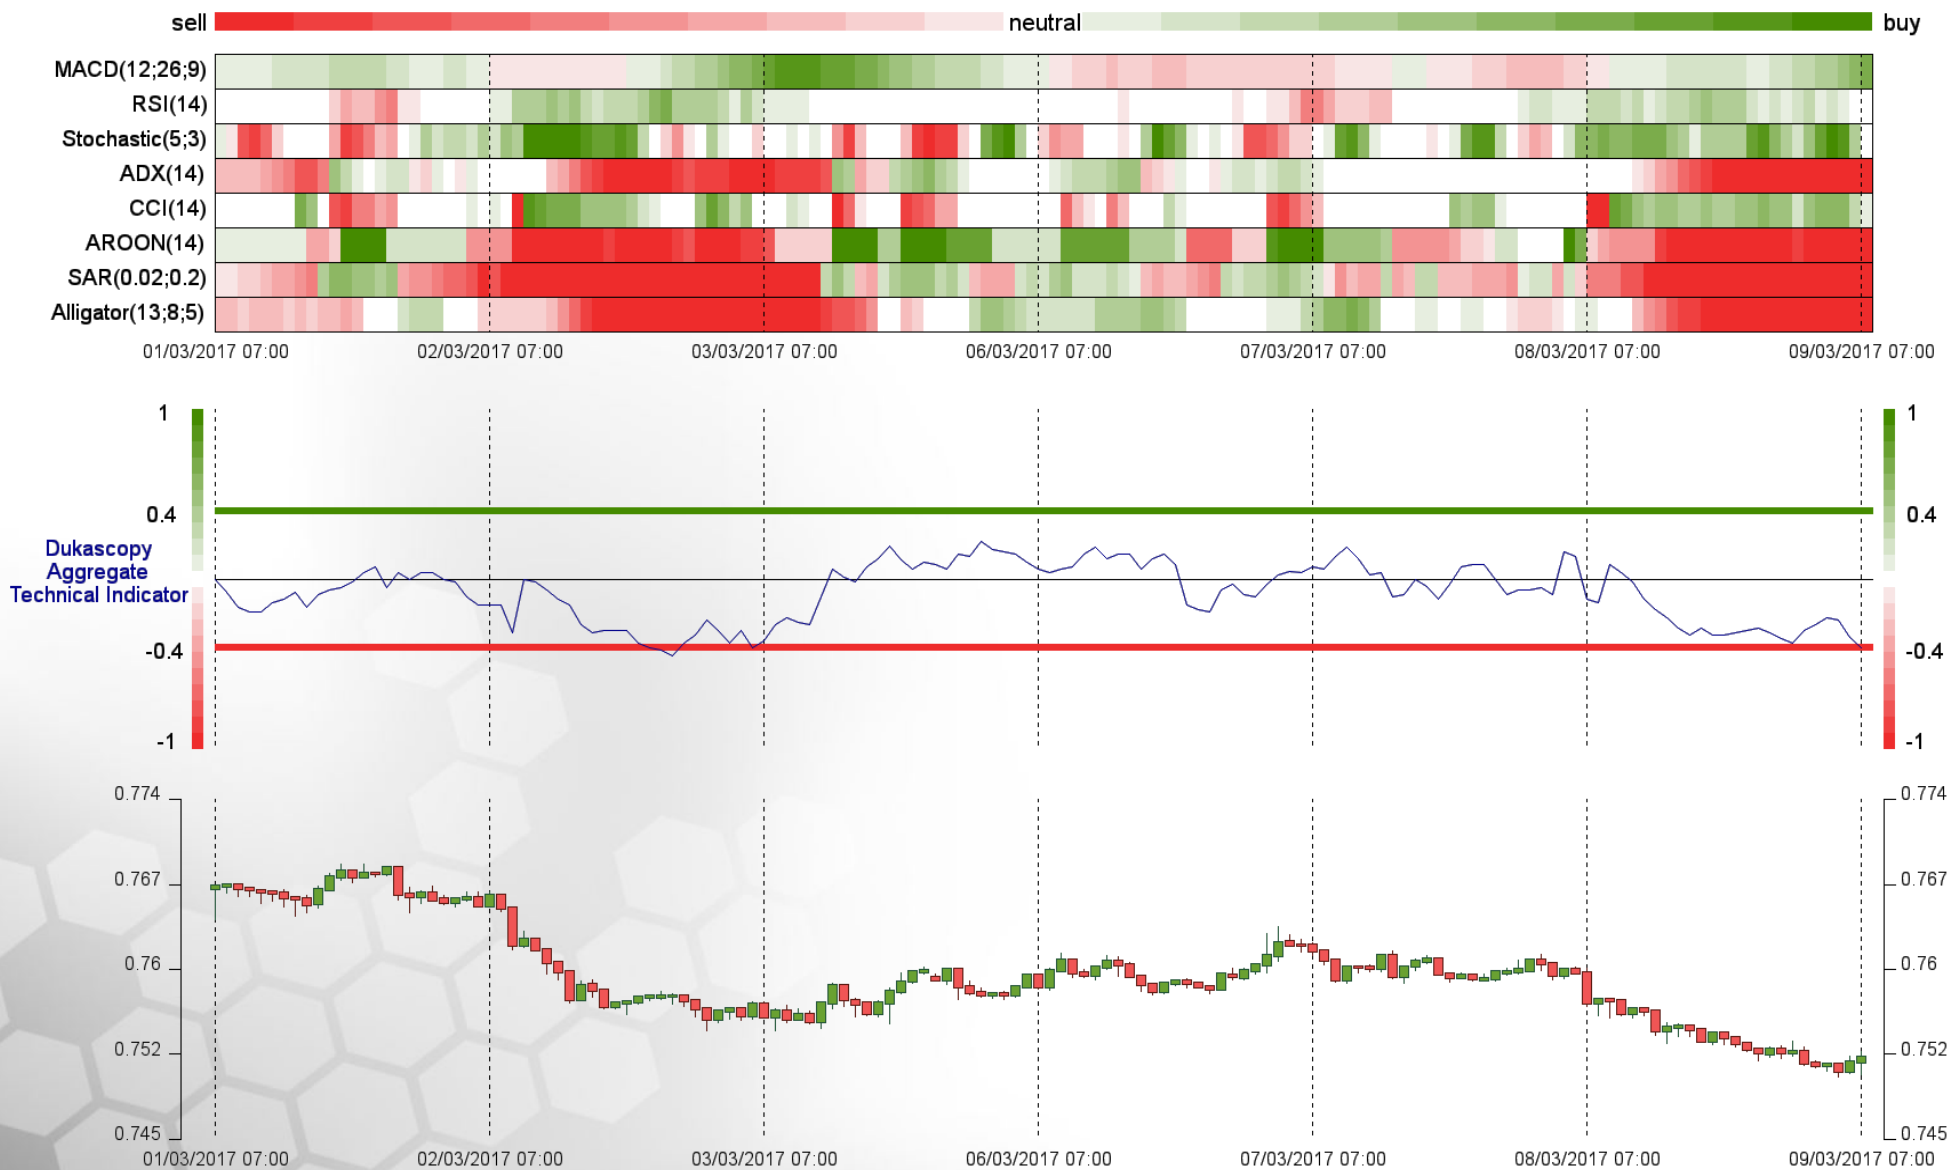 sell neutral buy
MACD(12;26;9)
RSI(14)
Stochastic(5;3)
ADX(14)
CCI(14)
AROON(14)
SAR(0.02;0.2)
Alligator(13;8;5)
01/03/2017 07:00 02/03/2017 07:00 03/03/2017 07:00 06/03/2017 07:00 07/03/2017 07:00 08/03/2017 07:00 09/03/2017 07:00
1 1
0.4 0.4
Dukascopy
Aggregate
Technical Indicator
-0.4 -0.4
-1 -1
0.774 0.774
0.767 0.767
0.76 0.76
0.752 0.752
0.745 0.745
01/03/2017 07:00 02/03/2017 07:00 03/03/2017 07:00 06/03/2017 07:00 07/03/2017 07:00 08/03/2017 07:00 09/03/2017 07:00